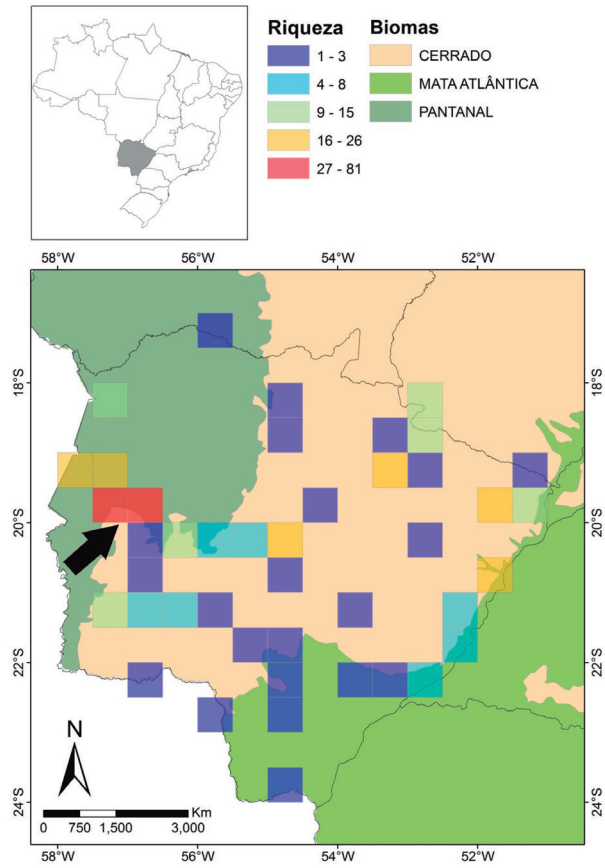 Riqueza
1 - 3
4 - 8
9 - 15
16 - 26
27 - 81
Biomas
CERRADO
MATA ATLÂNTICA
PANTANAL
58°W 56°W 54°W 52°W
18°S 18°S
20°S 20°S
22°S 22°S
24°S 24°S
N
Km
0 750 1,500 3,000
58°W 56°W 54°W 52°W